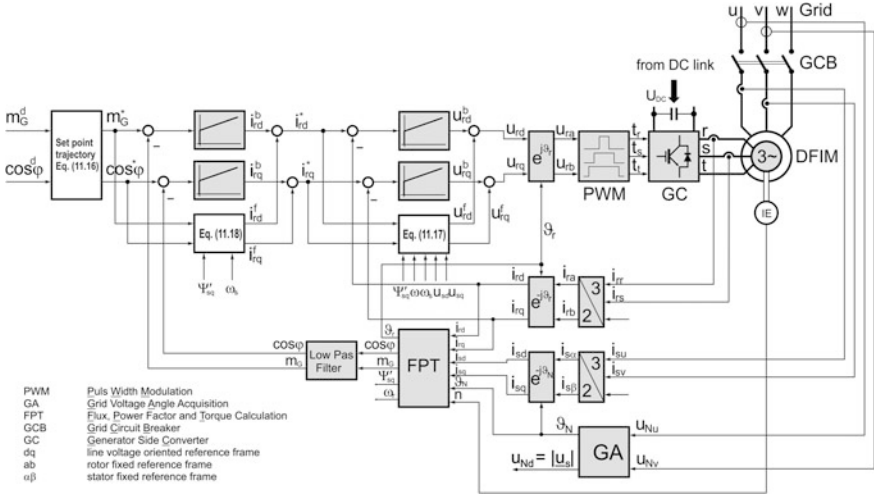 u v w Grid
GCB
from DC link
U_DC
m_G^d m_G^* i_rd^b i_rd^* u_rd^b u_rd u_ra t_r r
Set point
trajectory
Eq. (11.16)
e^jϑr
t_s s
3~ DFIM
cosφ^d cosφ^* i_rq^b i_rq^* u_rq^b u_rq u_rb t_t t
PWM GC
IE
i_rd^f u_rd^f
Eq. (11.18) Eq. (11.17)
i_rq^f u_rq^f
ϑ_r
Ψ'_sq ω_s Ψ'_sq ω ω_s u_sd u_sq
i_rd i_ra 3 i_rr
e^-jϑr
i_rq i_rb 2 i_rs
ϑ_r i_rd
cosφ cosφ i_rq
Low Pas
Filter
FPT
m_G m_G i_sd i_sd i_sα 3 i_su
e^-jϑN
Ψ'_sq i_sq i_sq i_sβ 2 i_sv
ϑ_N
ω_r n
ϑ_N u_Nu
GA
u_Nd = |u_s| u_Nv
PWM Puls Width Modulation
GA Grid Voltage Angle Acquisition
FPT Flux, Power Factor and Torque Calculation
GCB Grid Circuit Breaker
GC Generator Side Converter
dq line voltage oriented reference frame
ab rotor fixed reference frame
αβ stator fixed reference frame